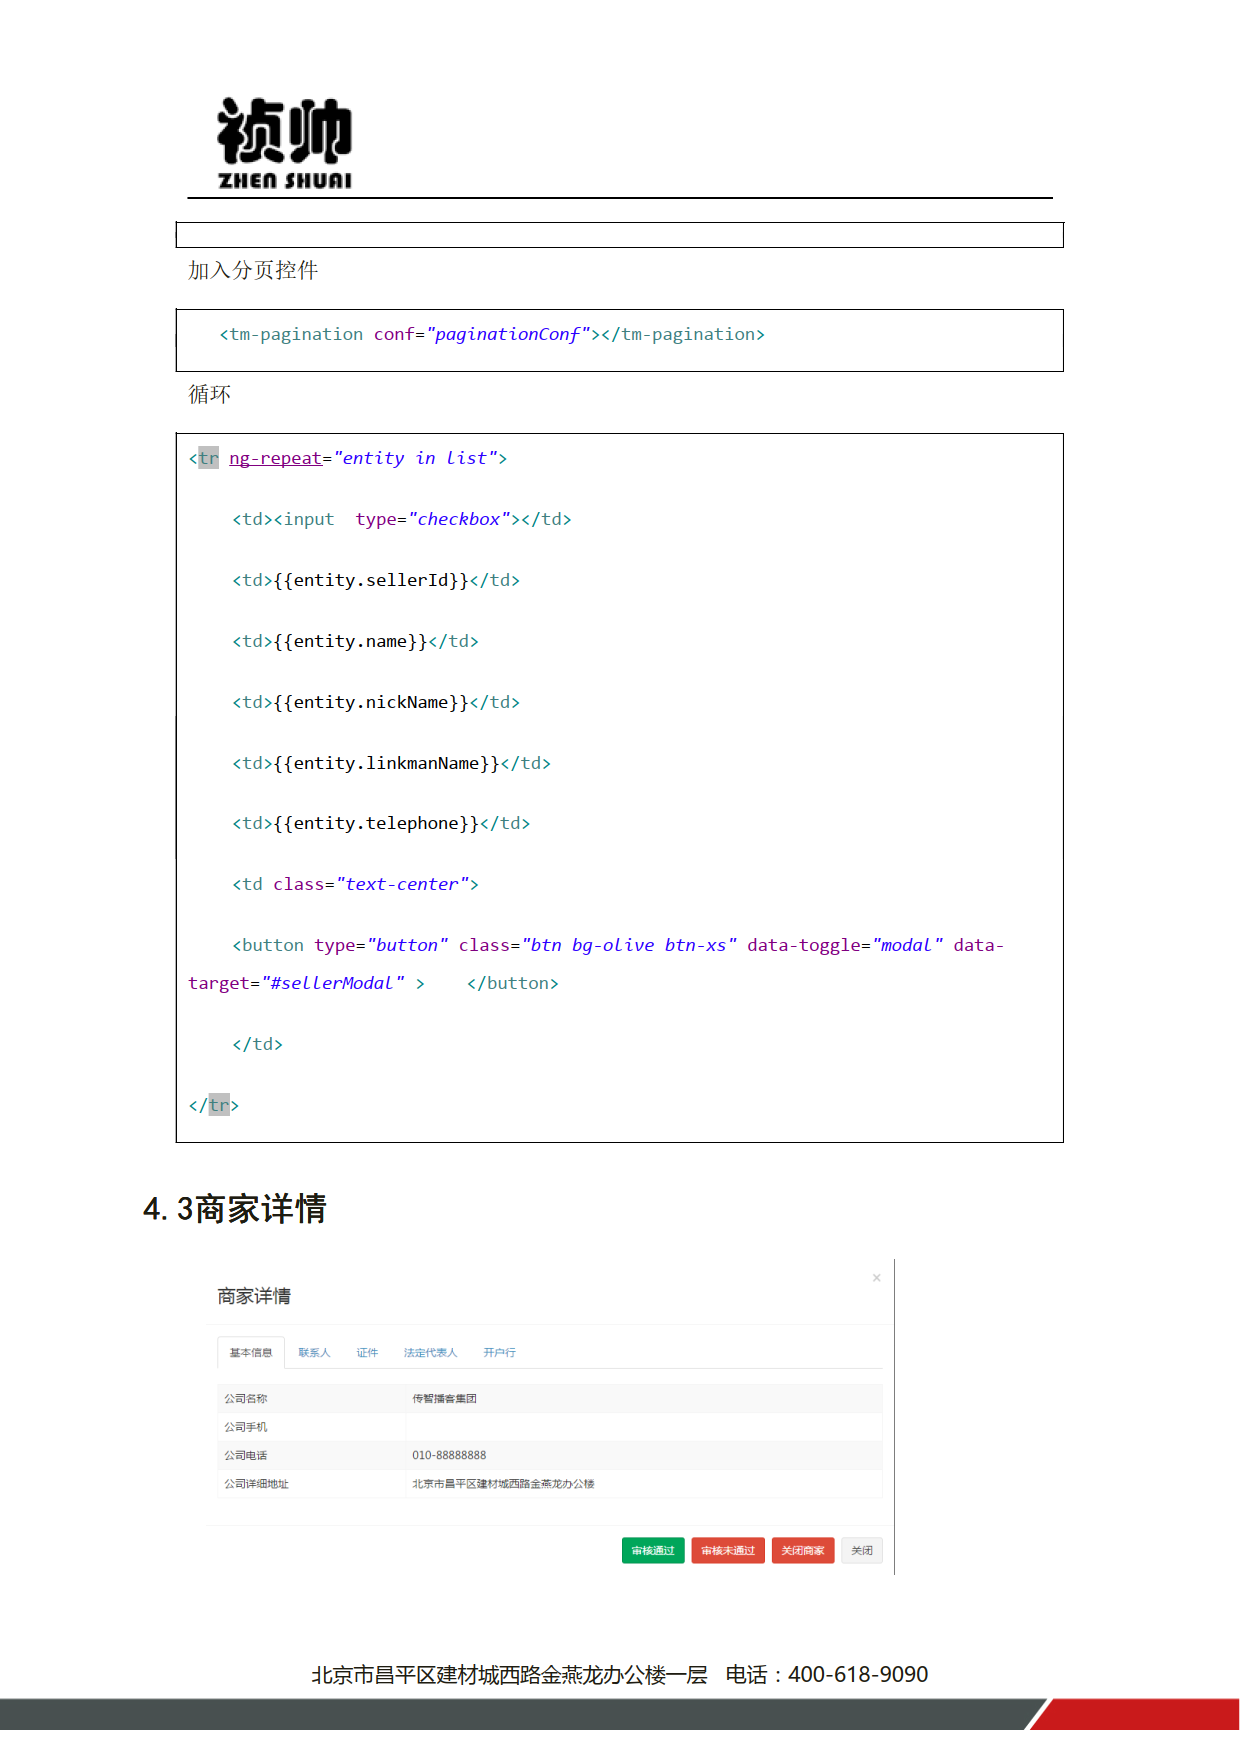 祯帅
ZHEN SHUAI
加入分页控件
<tm-pagination conf="paginationConf"></tm-pagination>
循环
<tr ng-repeat="entity in list">
<td><input  type="checkbox"></td>
<td>{{entity.sellerId}}</td>
<td>{{entity.name}}</td>
<td>{{entity.nickName}}</td>
<td>{{entity.linkmanName}}</td>
<td>{{entity.telephone}}</td>
<td class="text-center">
<button type="button" class="btn bg-olive btn-xs" data-toggle="modal" data-
target="#sellerModal" >    </button>
</td>
</tr>
4.3商家详情
×
商家详情
基本信息 联系人 证件 法定代表人 开户行
公司名称 传智播客集团
公司手机
公司电话 010-88888888
公司详细地址 北京市昌平区建材城西路金燕龙办公楼
审核通过 审核未通过 关闭商家 关闭
北京市昌平区建材城西路金燕龙办公楼一层 电话：400-618-9090